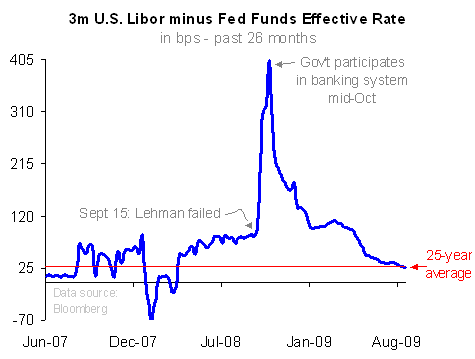 3m U.S. Libor minus Fed Funds Effective Rate
in bps - past 26 months
405
Gov't participates
in banking system
mid-Oct
310
215
Sept 15: Lehman failed
120
25-year
average
25
Data source:
Bloomberg
-70
Jun-07 Dec-07 Jul-08 Jan-09 Aug-09